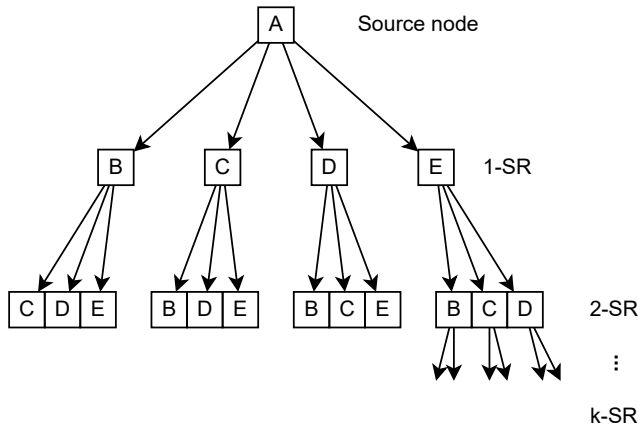 A Source node
B C D E 1-SR
C D E B D E B C E B C D 2-SR
...
k-SR